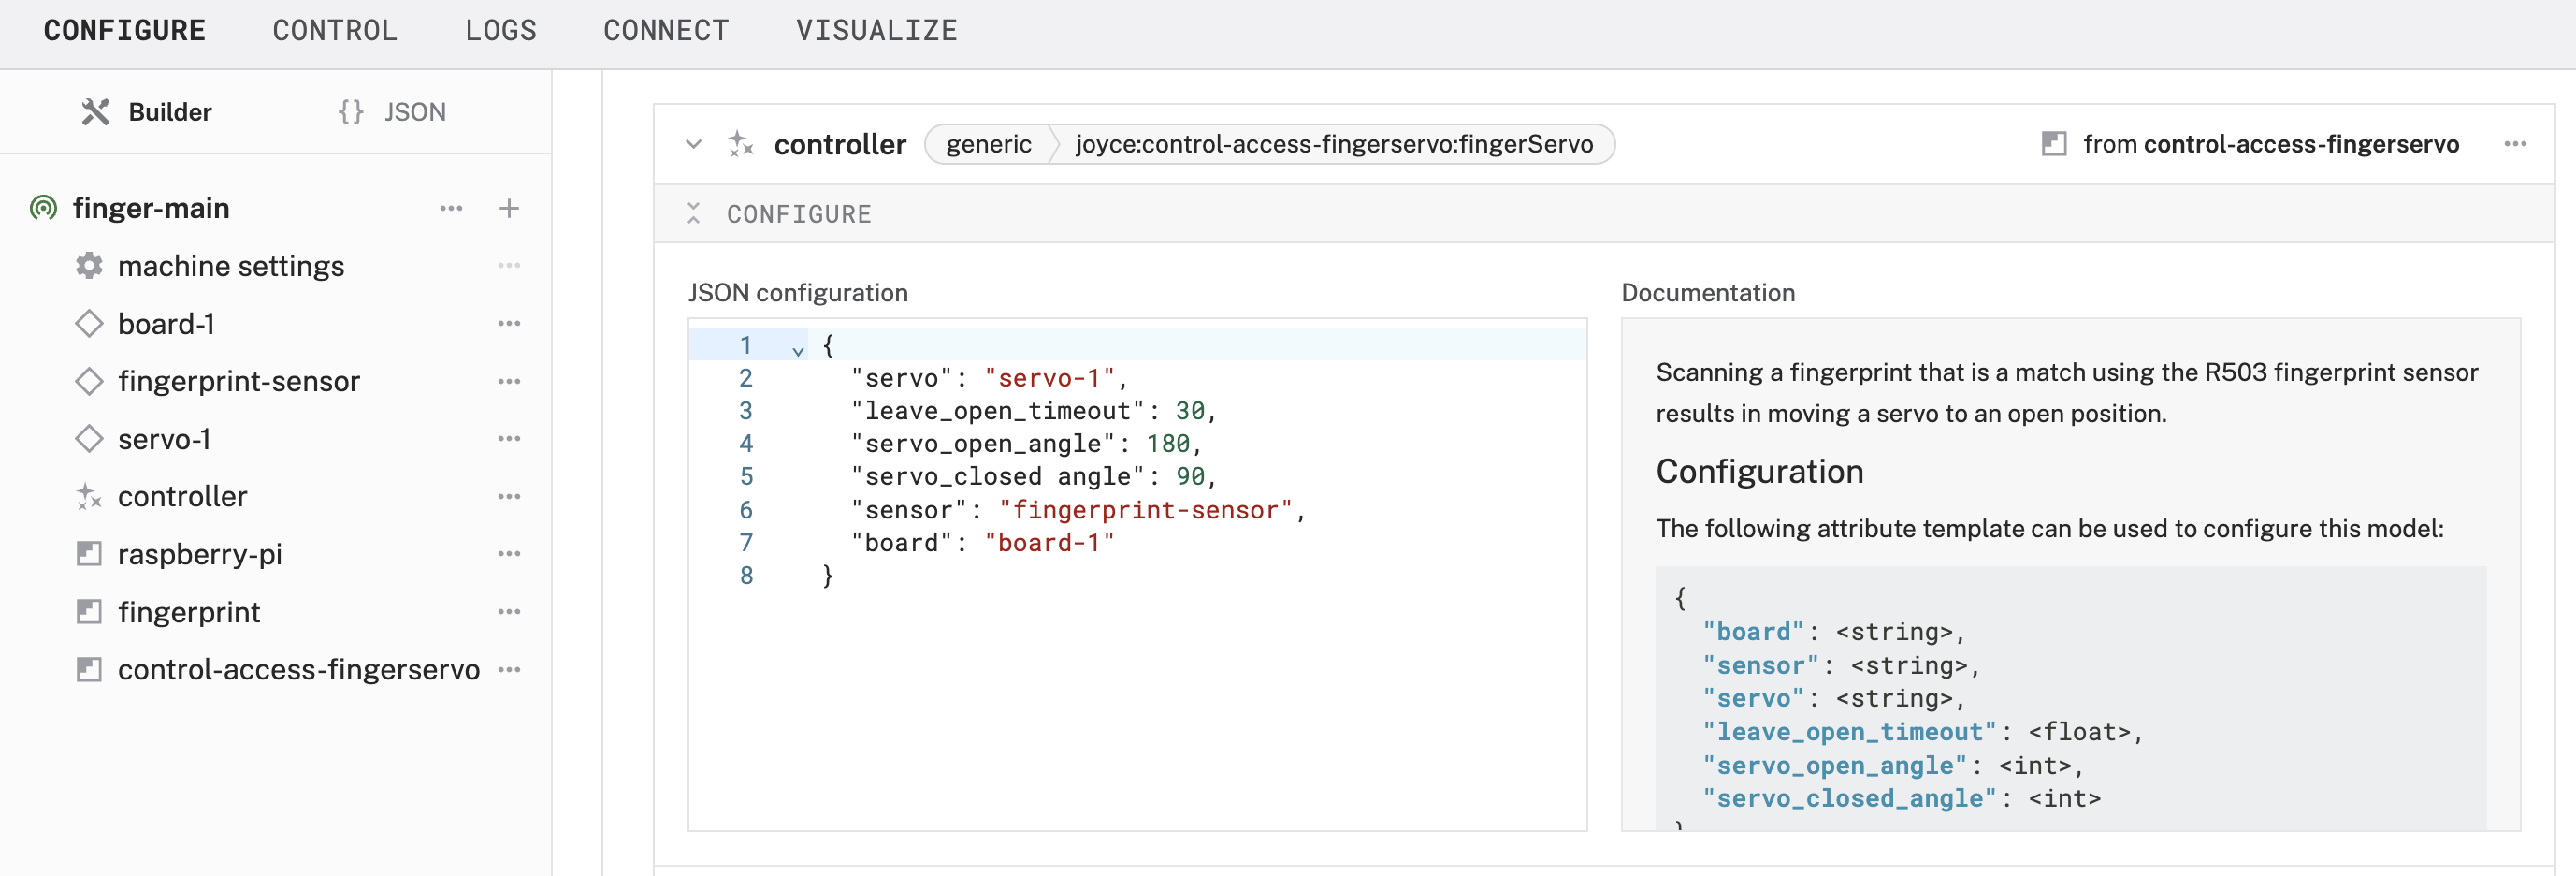 CONFIGURE CONTROL LOGS CONNECT VISUALIZE
Builder {} JSON
finger-main
machine settings
board-1
fingerprint-sensor
servo-1
controller
raspberry-pi
fingerprint
control-access-fingerservo
controller generic joyce:control-access-fingerservo:fingerServo from control-access-fingerservo
CONFIGURE
JSON configuration
1 {
2 "servo": "servo-1",
3 "leave_open_timeout": 30,
4 "servo_open_angle": 180,
5 "servo_closed angle": 90,
6 "sensor": "fingerprint-sensor",
7 "board": "board-1"
8 }
Documentation
Scanning a fingerprint that is a match using the R503 fingerprint sensor
results in moving a servo to an open position.
Configuration
The following attribute template can be used to configure this model:
{
"board": <string>,
"sensor": <string>,
"servo": <string>,
"leave_open_timeout": <float>,
"servo_open_angle": <int>,
"servo_closed_angle": <int>
}